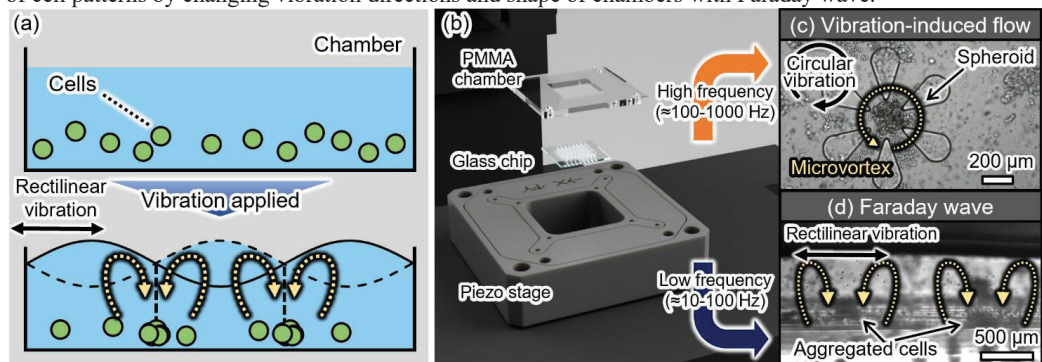 of cell patterns by changing vibration directions and shape of chambers with Faraday wave.
(a)
Chamber
Cells
Rectilinear
vibration
Vibration applied
(b)
PMMA
chamber
High frequency
(≈100-1000 Hz)
Glass chip
Piezo stage
Low frequency
(≈10-100 Hz)
(c) Vibration-induced flow
Circular
vibration
Spheroid
Microvortex
200 µm
(d) Faraday wave
Rectilinear vibration
Aggregated cells
500 µm